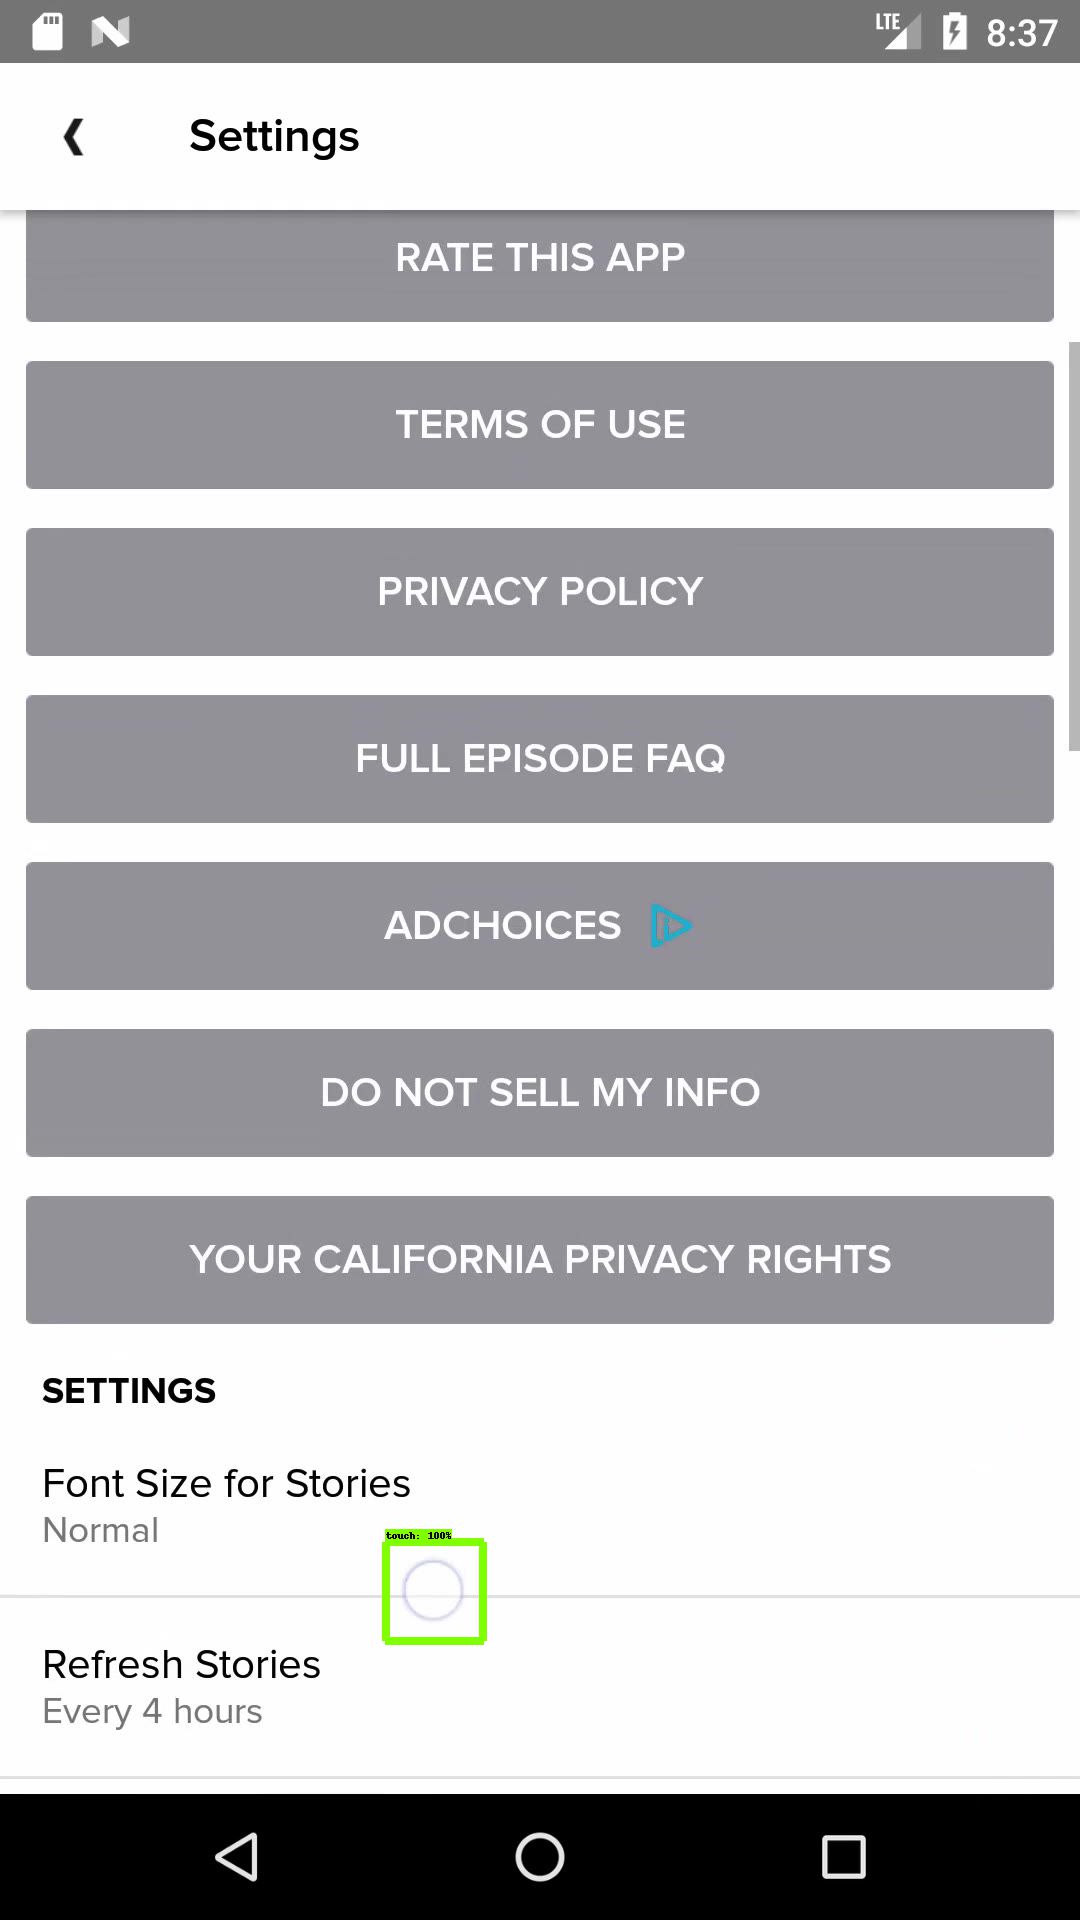 LTE 8:37
Settings
RATE THIS APP
TERMS OF USE
PRIVACY POLICY
FULL EPISODE FAQ
ADCHOICES
DO NOT SELL MY INFO
YOUR CALIFORNIA PRIVACY RIGHTS
SETTINGS
Font Size for Stories
Normal
touch: 100%
Refresh Stories
Every 4 hours